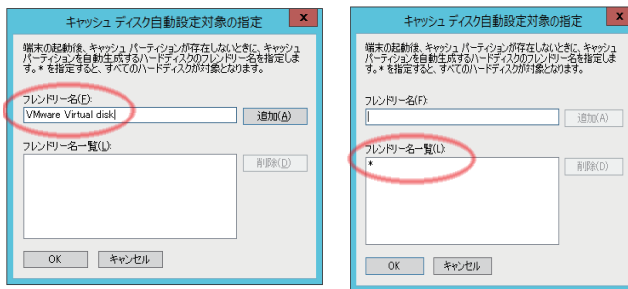 キャッシュ ディスク自動設定対象の指定
x
端末の起動後、キャッシュ パーティションが存在しないときに、キャッシュ
パーティションを自動生成するハードディスクのフレンドリー名を指定しま
す。* を指定すると、すべてのハードディスクが対象となります。
フレンドリー名(F):
VMware Virtual disk
追加(A)
フレンドリー名一覧(L):
削除(D)
OK
キャンセル
キャッシュ ディスク自動設定対象の指定
x
端末の起動後、キャッシュ パーティションが存在しないときに、キャッシュ
パーティションを自動生成するハードディスクのフレンドリー名を指定しま
す。* を指定すると、すべてのハードディスクが対象となります。
フレンドリー名(F):
追加(A)
フレンドリー名一覧(L):
*
削除(D)
OK
キャンセル